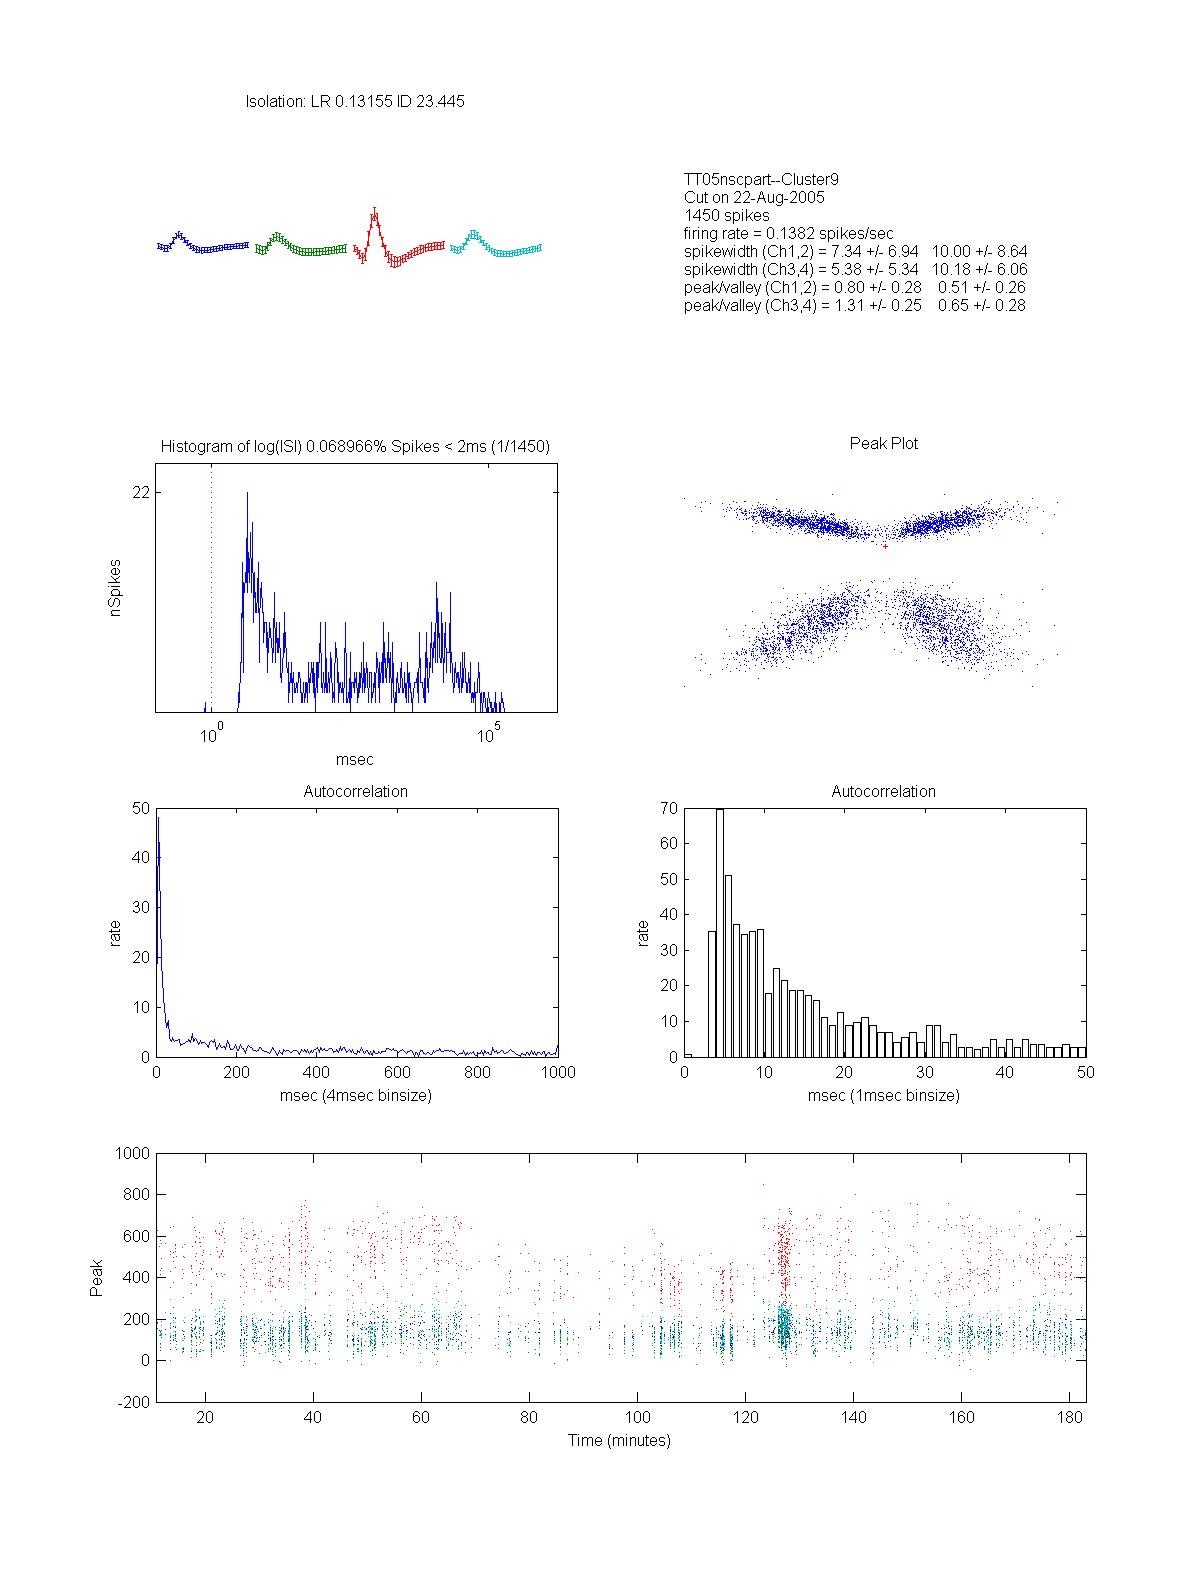 Isolation: LR 0.13155 ID 23.445
TT05nscpart--Cluster9
Cut on 22-Aug-2005
1450 spikes
firing rate = 0.1382 spikes/sec
spikewidth (Ch1,2) = 7.34 +/- 6.94 10.00 +/- 8.64
spikewidth (Ch3,4) = 5.38 +/- 5.34 10.18 +/- 6.06
peak/valley (Ch1,2) = 0.80 +/- 0.28 0.51 +/- 0.26
peak/valley (Ch3,4) = 1.31 +/- 0.25 0.65 +/- 0.28
Histogram of log(ISI) 0.068966% Spikes < 2ms (1/1450)
22
nSpikes
10^0 10^5
msec
Peak Plot
Autocorrelation
50
40
30
20
10
0
rate
0 200 400 600 800 1000
msec (4msec binsize)
Autocorrelation
70
60
50
40
30
20
10
0
rate
0 10 20 30 40 50
msec (1msec binsize)
1000
800
600
400
200
0
-200
Peak
20 40 60 80 100 120 140 160 180
Time (minutes)